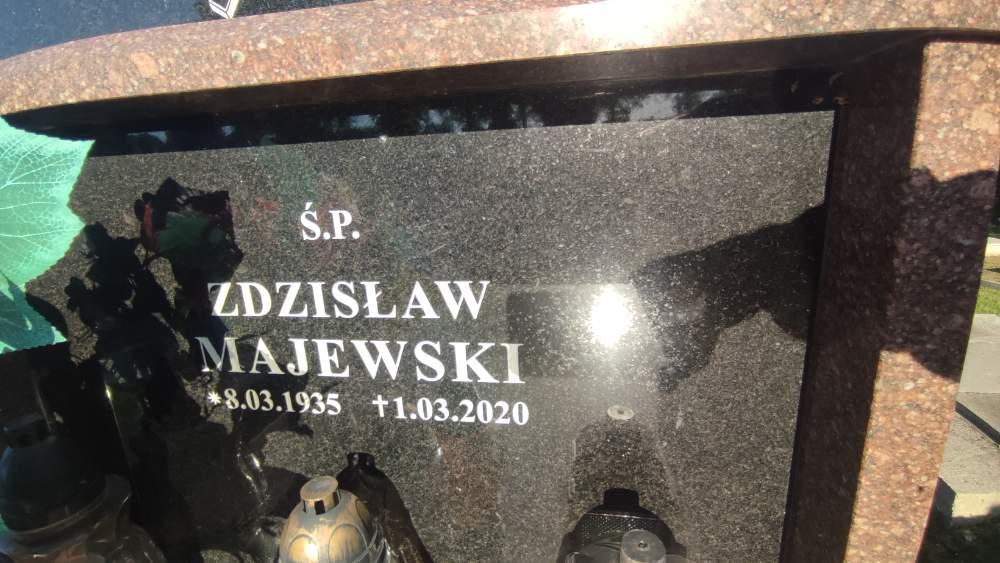 Ś.P.
ZDZISŁAW
MAJEWSKI
*8.03.1935 †1.03.2020